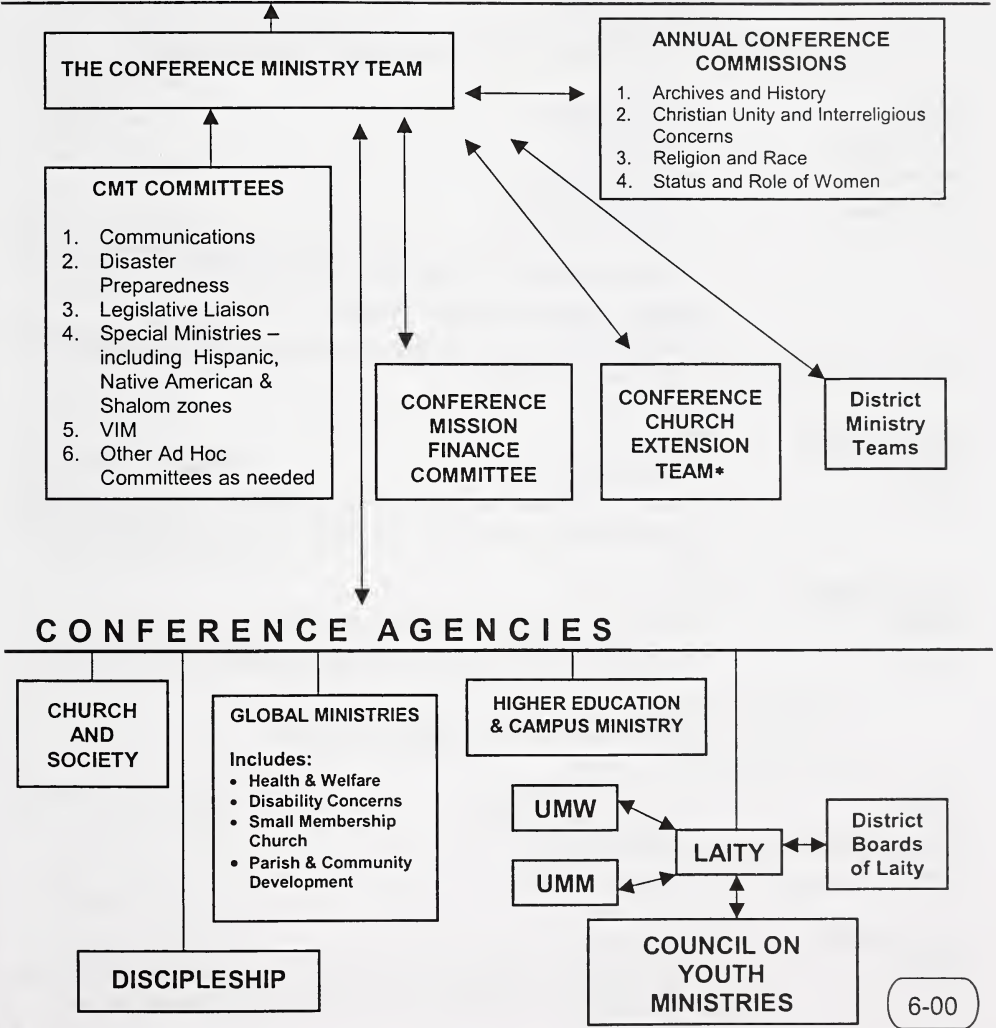 THE CONFERENCE MINISTRY TEAM
ANNUAL CONFERENCE
COMMISSIONS
1. Archives and History
2. Christian Unity and Interreligious
Concerns
3. Religion and Race
4. Status and Role of Women
CMT COMMITTEES
1. Communications
2. Disaster
Preparedness
3. Legislative Liaison
4. Special Ministries –
including Hispanic,
Native American &
Shalom zones
5. VIM
6. Other Ad Hoc
Committees as needed
CONFERENCE
MISSION
FINANCE
COMMITTEE
CONFERENCE
CHURCH
EXTENSION
TEAM*
District
Ministry
Teams
CONFERENCE AGENCIES
CHURCH
AND
SOCIETY
GLOBAL MINISTRIES
Includes:
• Health & Welfare
• Disability Concerns
• Small Membership
Church
• Parish & Community
Development
HIGHER EDUCATION
& CAMPUS MINISTRY
UMW
UMM
LAITY
District
Boards
of Laity
DISCIPLESHIP
COUNCIL ON
YOUTH
MINISTRIES
6-00